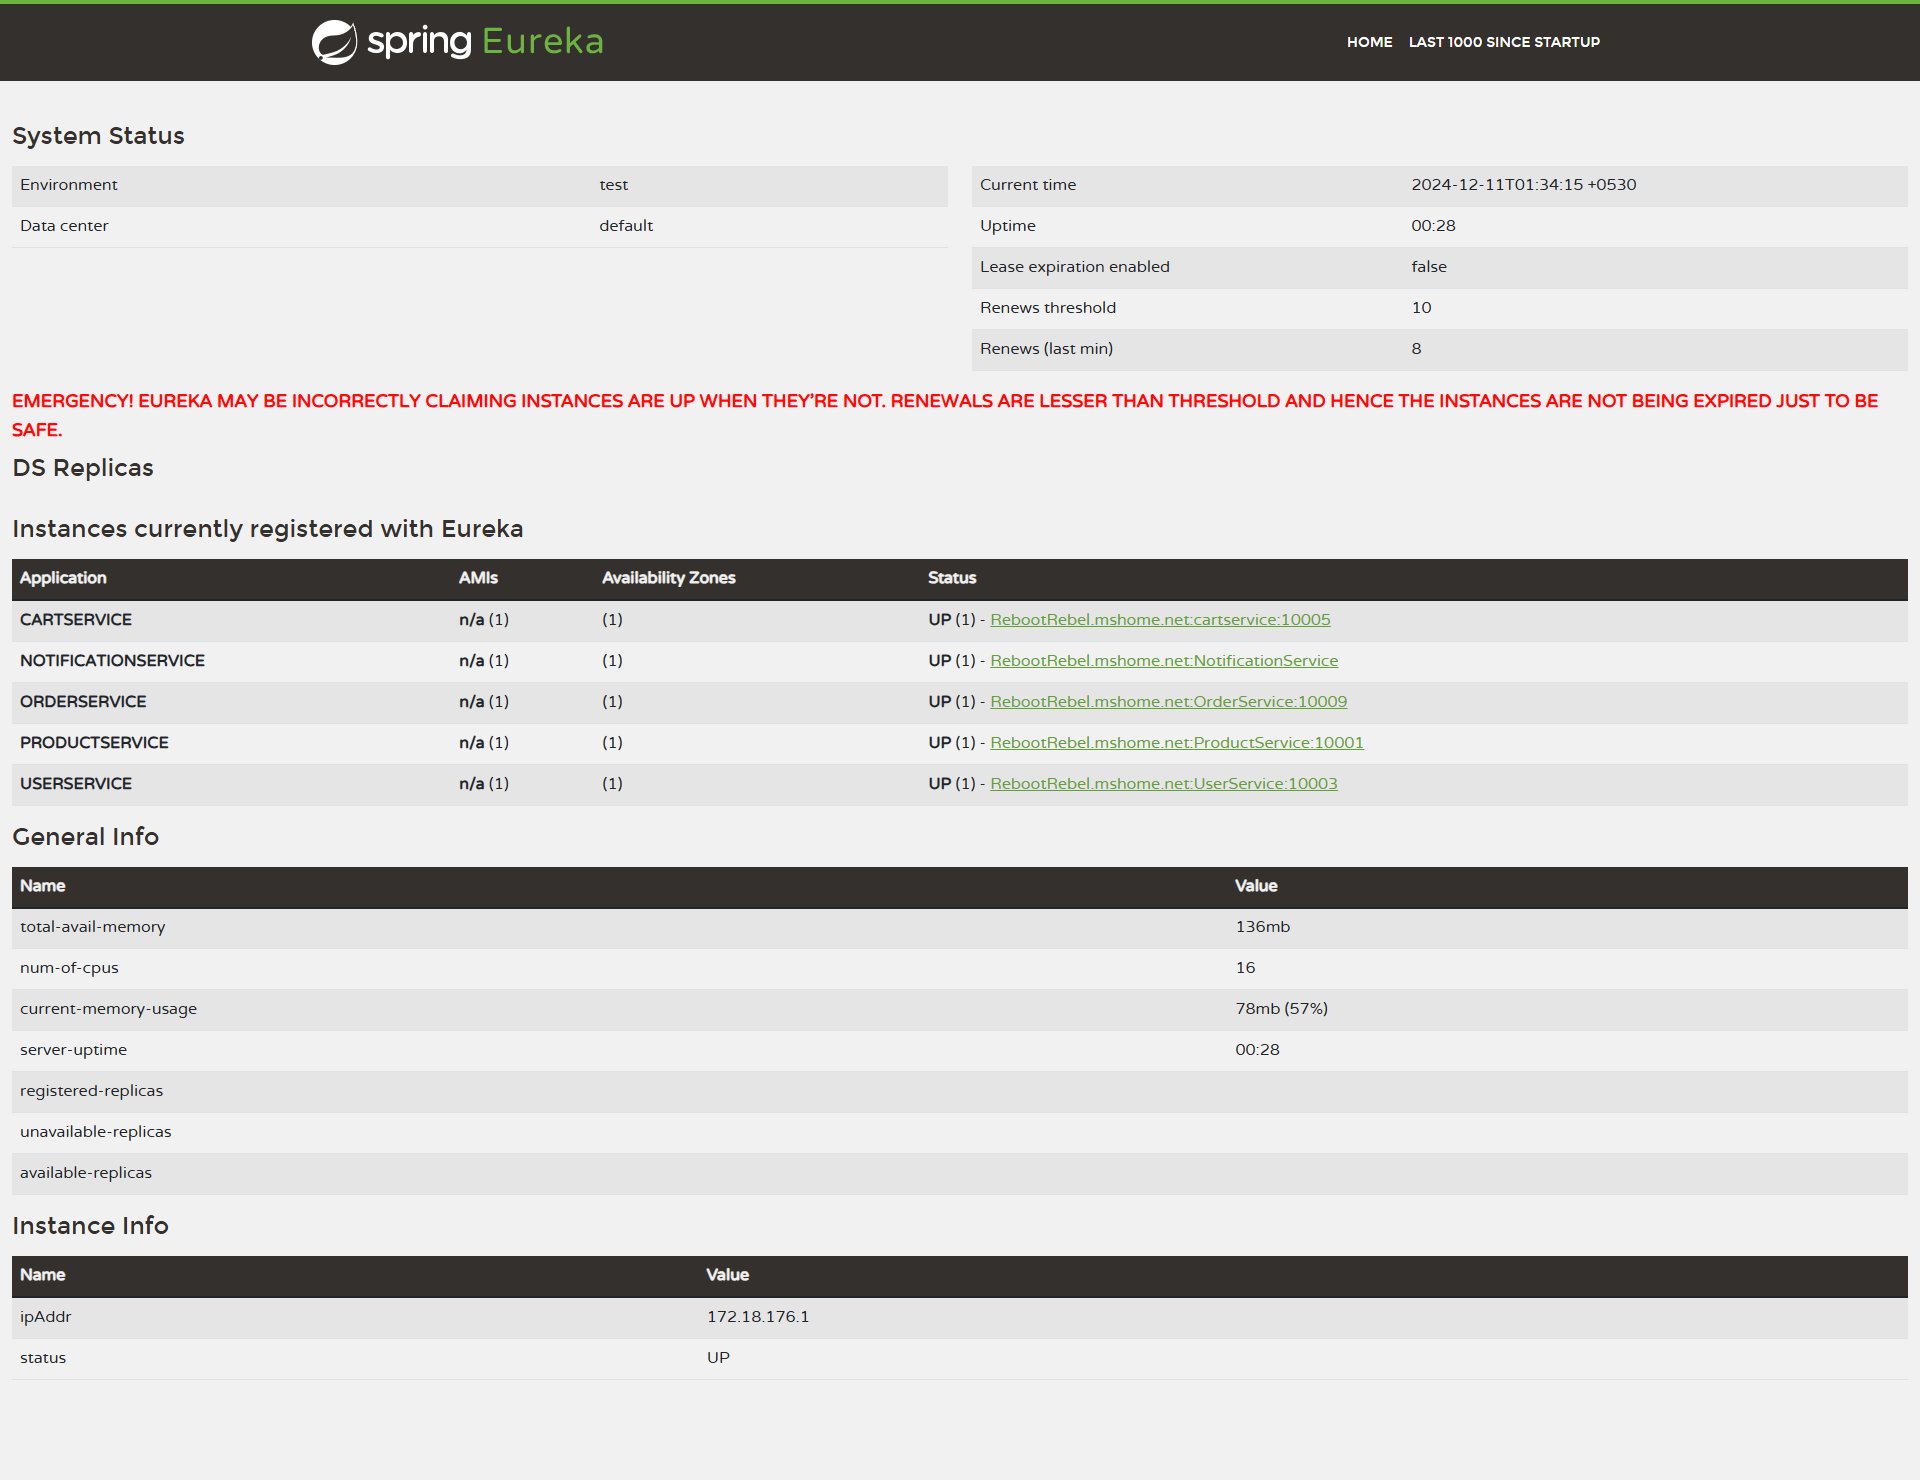 spring Eureka
HOME LAST 1000 SINCE STARTUP
System Status
Environment test
Data center default
Current time 2024-12-11T01:34:15 +0530
Uptime 00:28
Lease expiration enabled false
Renews threshold 10
Renews (last min) 8
EMERGENCY! EUREKA MAY BE INCORRECTLY CLAIMING INSTANCES ARE UP WHEN THEY'RE NOT. RENEWALS ARE LESSER THAN THRESHOLD AND HENCE THE INSTANCES ARE NOT BEING EXPIRED JUST TO BE
SAFE.
DS Replicas
Instances currently registered with Eureka
Application AMIs Availability Zones Status
CARTSERVICE n/a (1) (1) UP (1) - RebootRebel.mshome.net:cartservice:10005
NOTIFICATIONSERVICE n/a (1) (1) UP (1) - RebootRebel.mshome.net:NotificationService
ORDERSERVICE n/a (1) (1) UP (1) - RebootRebel.mshome.net:OrderService:10009
PRODUCTSERVICE n/a (1) (1) UP (1) - RebootRebel.mshome.net:ProductService:10001
USERSERVICE n/a (1) (1) UP (1) - RebootRebel.mshome.net:UserService:10003
General Info
Name Value
total-avail-memory 136mb
num-of-cpus 16
current-memory-usage 78mb (57%)
server-uptime 00:28
registered-replicas
unavailable-replicas
available-replicas
Instance Info
Name Value
ipAddr 172.18.176.1
status UP